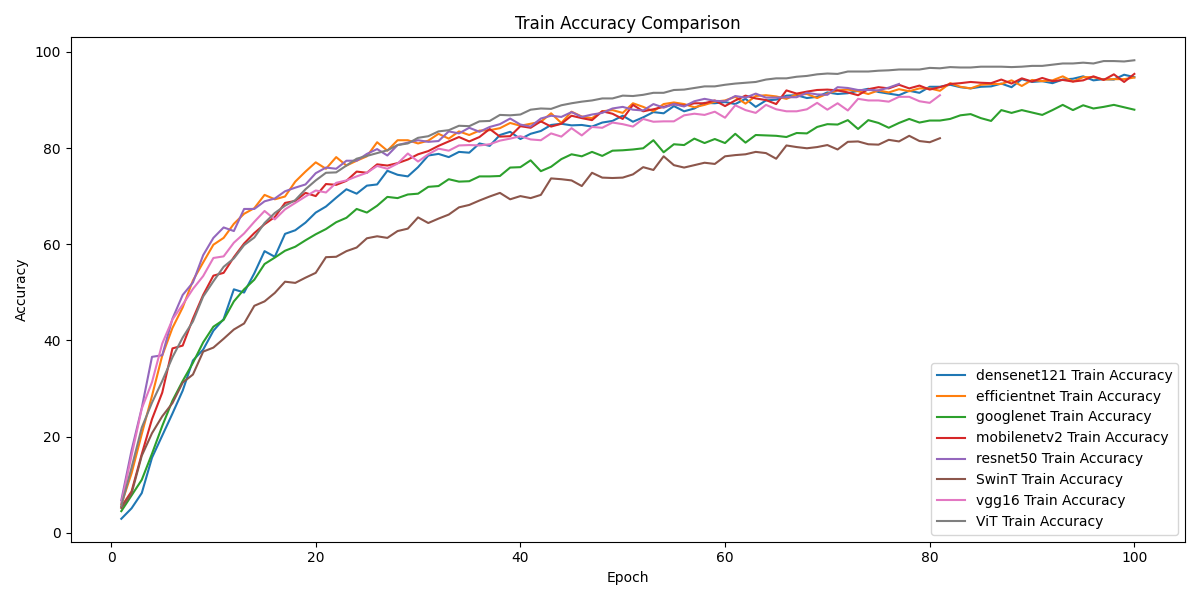 Train Accuracy Comparison
100
80
60
40
20
0
Accuracy
0 20 40 60 80 100
Epoch
densenet121 Train Accuracy
efficientnet Train Accuracy
googlenet Train Accuracy
mobilenetv2 Train Accuracy
resnet50 Train Accuracy
SwinT Train Accuracy
vgg16 Train Accuracy
ViT Train Accuracy